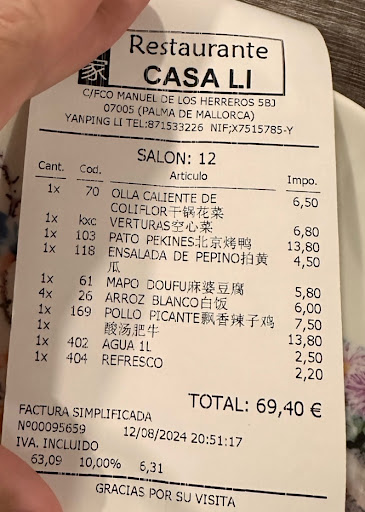 家
Restaurante
CASA LI
C/FCO MANUEL DE LOS HERREROS 5BJ
07005 (PALMA DE MALLORCA)
YANPING LI TEL:871533226 NIF;X7515785-Y
SALON: 12
Cant. Cod. Artículo Impo.
1x 70 OLLA CALIENTE DE 6,50
COLIFLOR干锅花菜
1x kxc VERTURAS空心菜 6,80
1x 103 PATO PEKINES北京烤鸭 13,80
1x 118 ENSALADA DE PEPINO拍黄 4,50
瓜
1x 61 MAPO DOUFU麻婆豆腐 5,80
4x 26 ARROZ BLANCO白饭 6,00
1x 169 POLLO PICANTE飘香辣子鸡 7,50
1x 酸汤肥牛 13,80
1x 402 AGUA 1L 2,50
1x 404 REFRESCO 2,20
TOTAL: 69,40 €
FACTURA SIMPLIFICADA
Nº00095659 12/08/2024 20:51:17
IVA. INCLUIDO
63,09 10,00% 6,31
GRACIAS POR SU VISITA